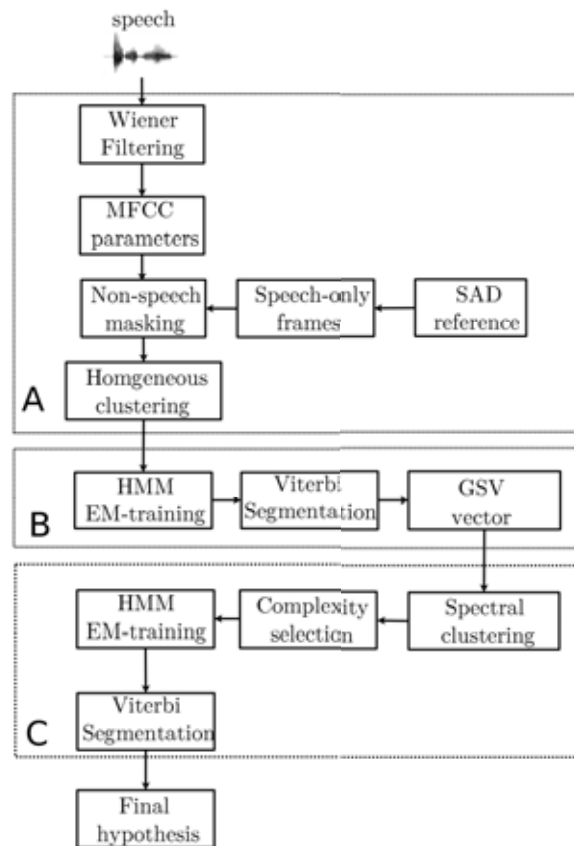 speech
Wiener
Filtering
MFCC
parameters
Non-speech
masking
Speech-only
frames
SAD
reference
Homgeneous
clustering
A
HMM
EM-training
Viterbi
Segmentation
GSV
vector
B
HMM
EM-training
Complexity
selection
Spectral
clustering
Viterbi
Segmentation
C
Final
hypothesis